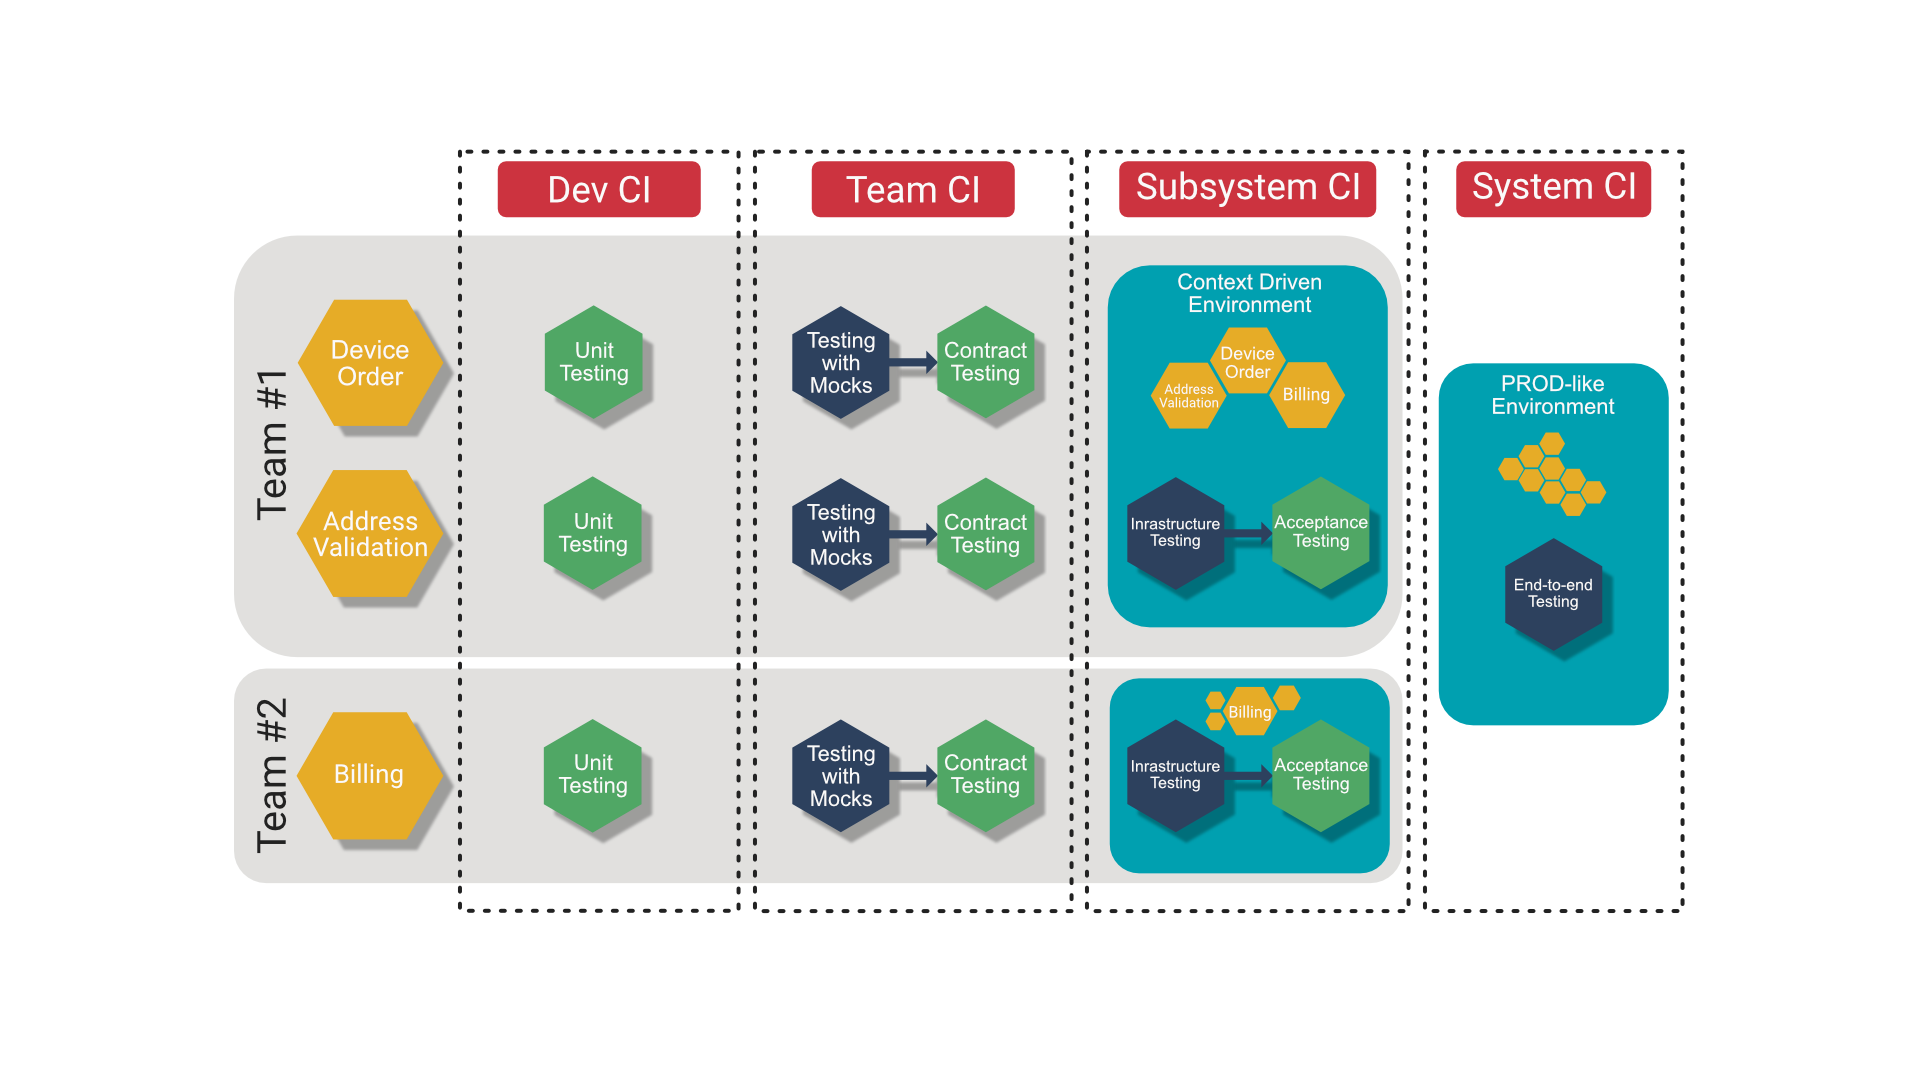 Dev CI
Team CI
Subsystem CI
System CI
Team #1
Device
Order
Unit
Testing
Testing
with
Mocks
Contract
Testing
Context Driven
Environment
Device
Order
Address
Validation
Billing
Address
Validation
Unit
Testing
Testing
with
Mocks
Contract
Testing
Inrastructure
Testing
Acceptance
Testing
PROD-like
Environment
End-to-end
Testing
Team #2
Billing
Unit
Testing
Testing
with
Mocks
Contract
Testing
Billing
Inrastructure
Testing
Acceptance
Testing